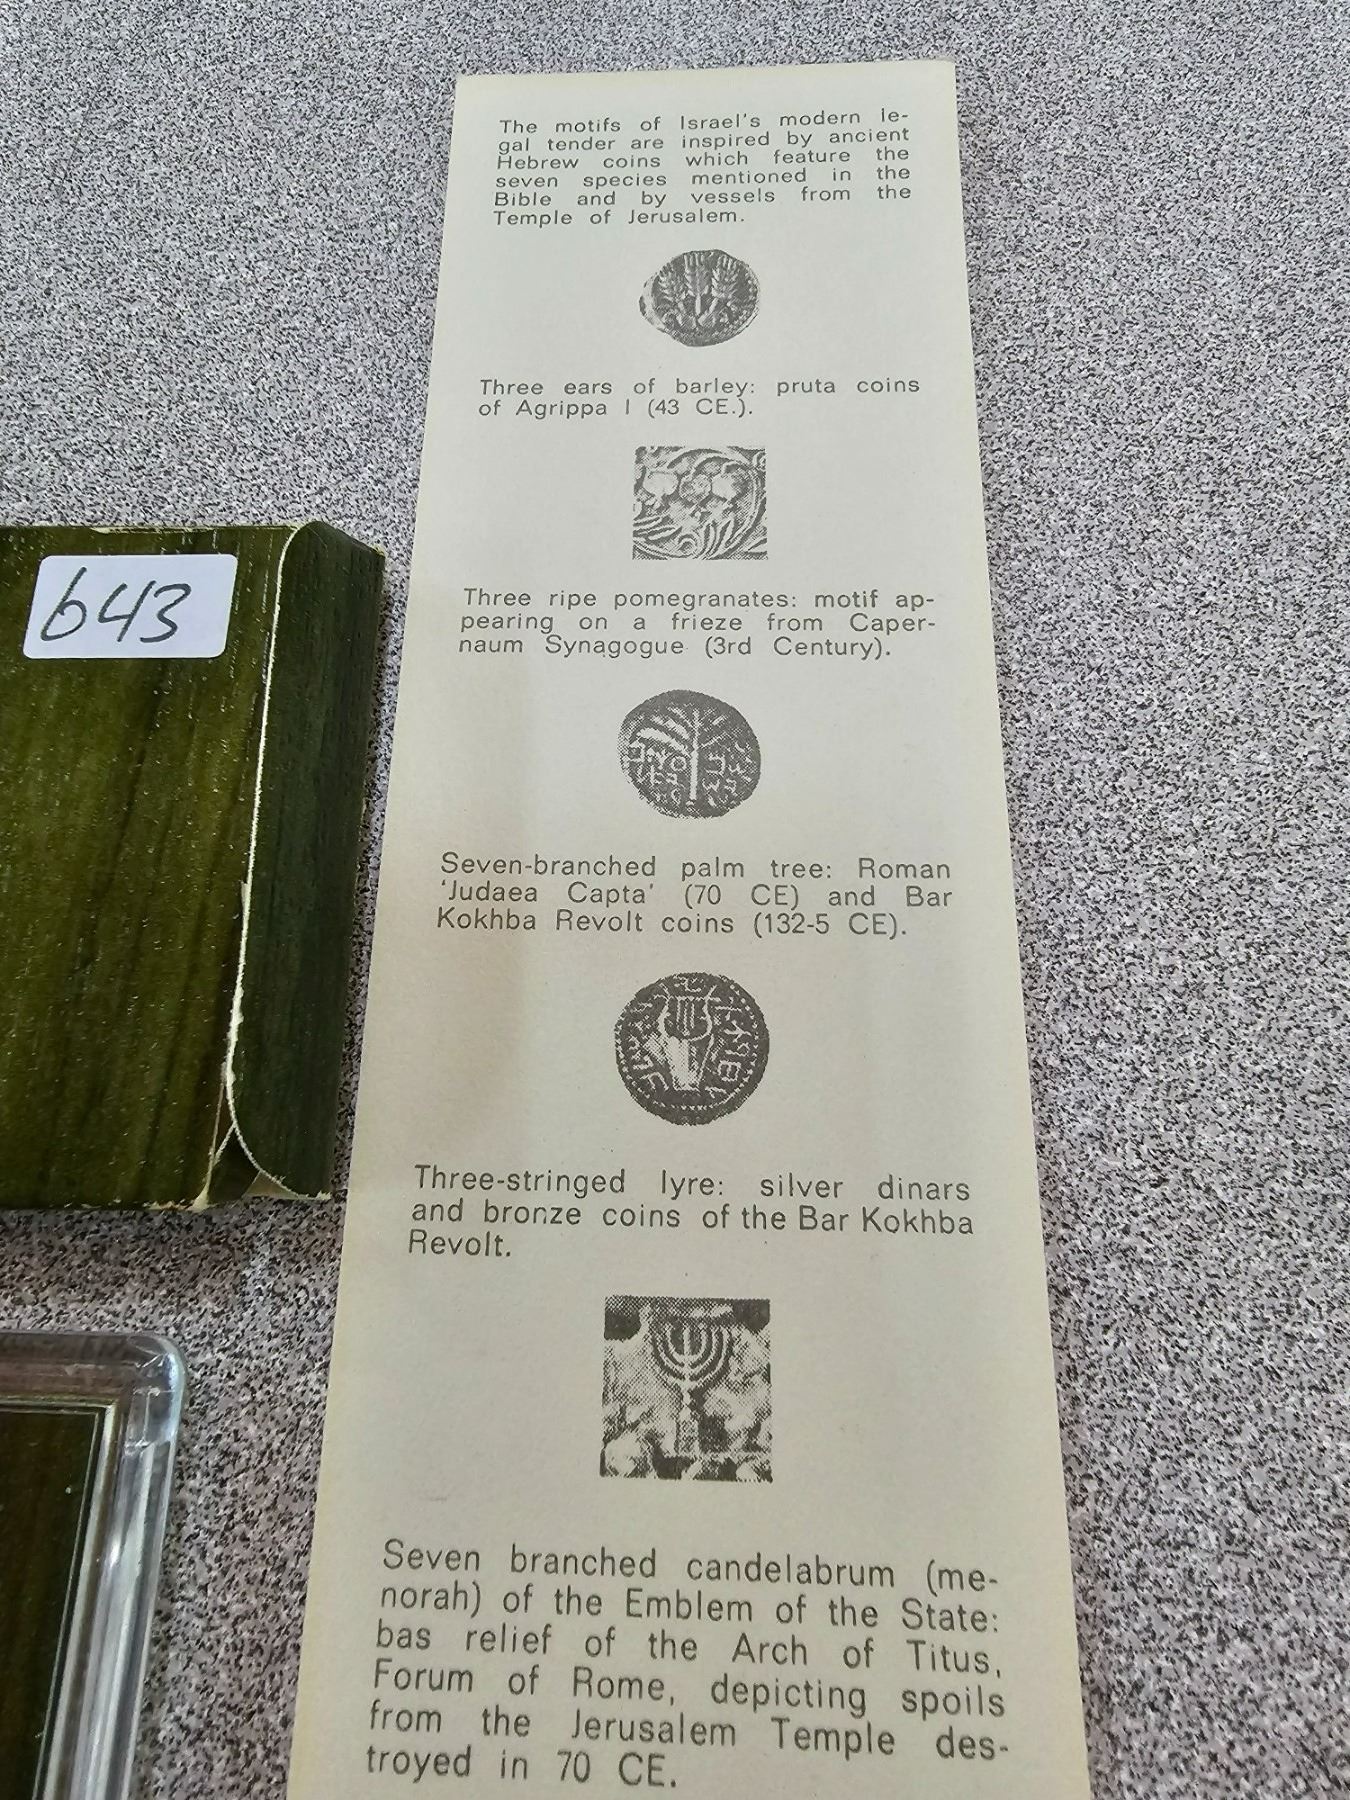 The motifs of Israel's modern le-
gal tender are inspired by ancient
Hebrew coins which feature the
seven species mentioned in the
Bible and by vessels from the
Temple of Jerusalem.
Three ears of barley: pruta coins
of Agrippa I (43 CE.).
643
Three ripe pomegranates: motif ap-
pearing on a frieze from Caper-
naum Synagogue (3rd Century).
Seven-branched palm tree: Roman
'Judaea Capta' (70 CE) and Bar
Kokhba Revolt coins (132-5 CE).
Three-stringed lyre: silver dinars
and bronze coins of the Bar Kokhba
Revolt.
Seven branched candelabrum (me-
norah) of the Emblem of the State:
bas relief of the Arch of Titus,
Forum of Rome, depicting spoils
from the Jerusalem Temple des-
troyed in 70 CE.